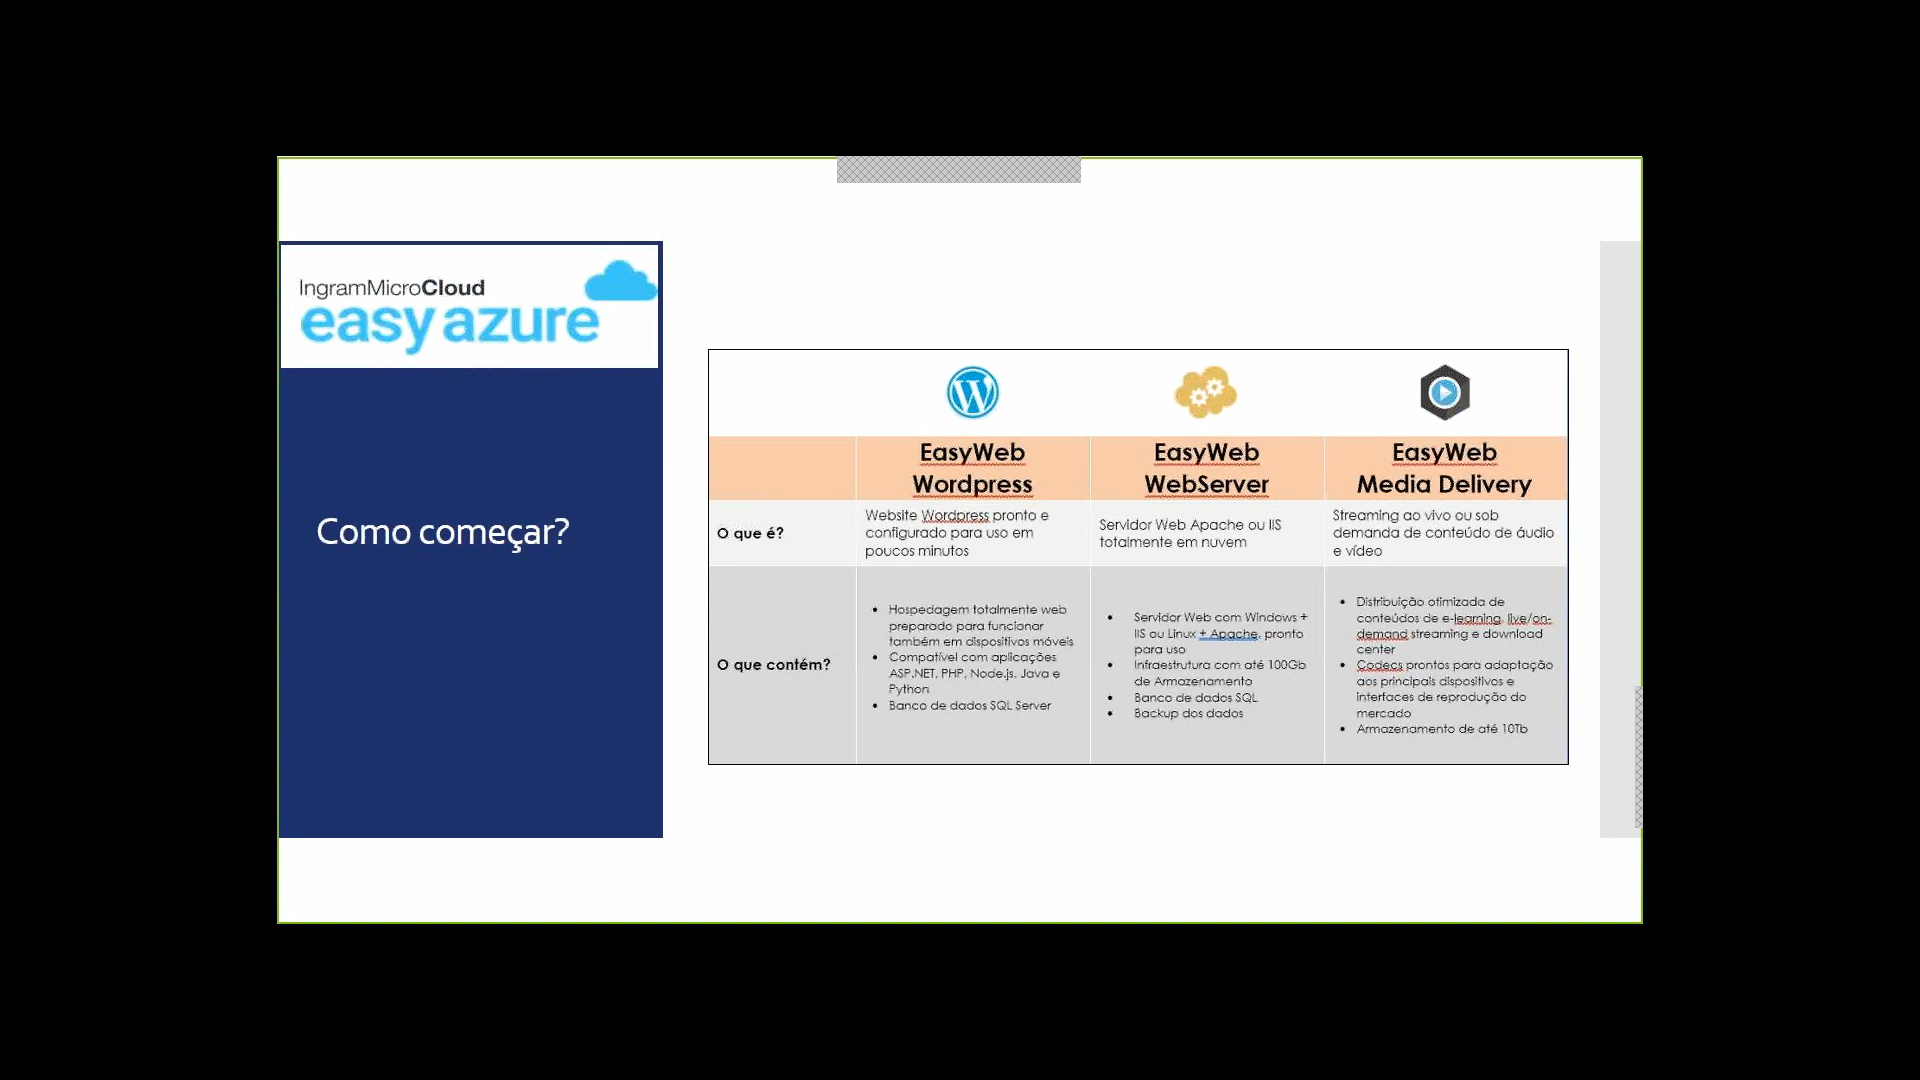 IngramMicroCloud
easy azure
Como começar?
EasyWeb
Wordpress
EasyWeb
WebServer
EasyWeb
Media Delivery
O que é?
Website Wordpress pronto e
configurado para uso em
poucos minutos
Servidor Web Apache ou IIS
totalmente em nuvem
Streaming ao vivo ou sob
demanda de conteúdo de áudio
e vídeo
O que contém?
• Hospedagem totalmente web
preparado para funcionar
também em dispositivos móveis
• Compatível com aplicações
ASP.NET, PHP, Node.js. Java e
Python
• Banco de dados SQL Server
• Servidor Web com Windows +
IIS ou Linux + Apache, pronto
para uso
• Infraestrutura com até 100Gb
de Armazenamento
• Banco de dados SQL
• Backup dos dados
• Distribuição otimizada de
conteúdos de e-learning, live/on-
demand streaming e download
center
• Codecs prontos para adaptação
aos principais dispositivos e
interfaces de reprodução do
mercado
• Armazenamento de até 10Tb